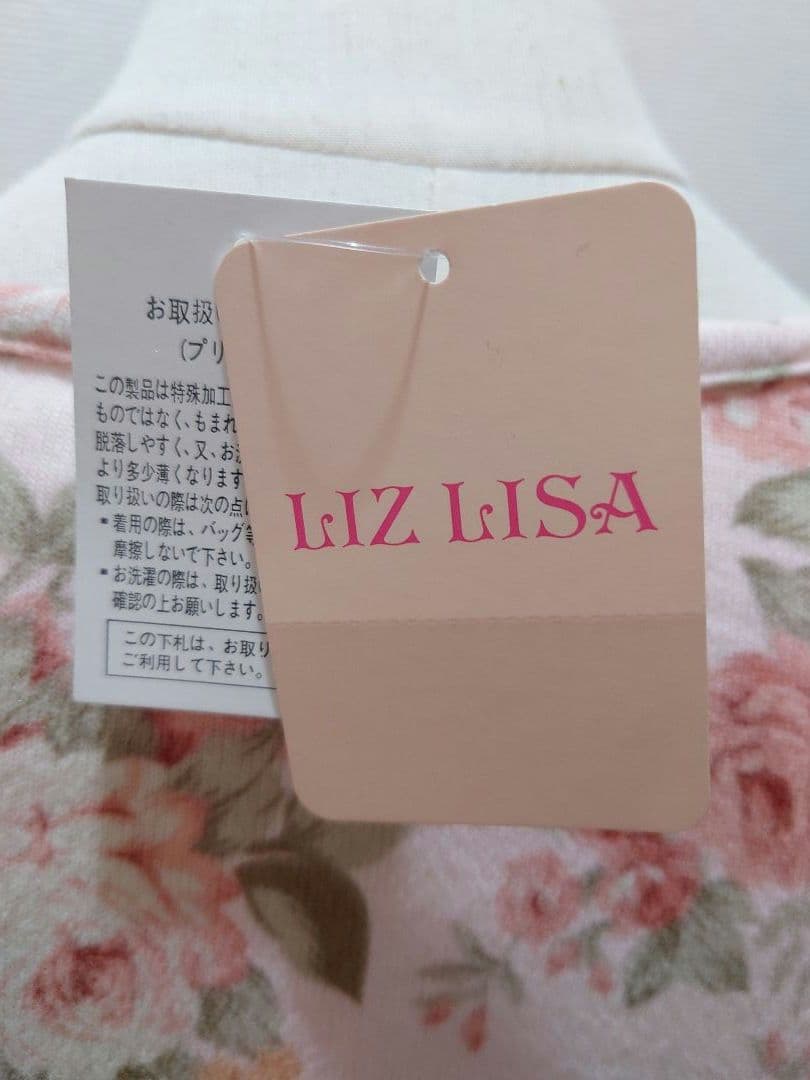 お取扱い
(プリ
この製品は特殊加工
ものではなく、もまれ
脱落しやすく、又、お洗
より多少薄くなります
取り扱いの際は次の点に
*着用の際は、バッグ等
摩擦しないで下さい。
*お洗濯の際は、取り扱い
確認の上お願いします。
この下札は、お取り
ご利用して下さい。
LIZ LISA